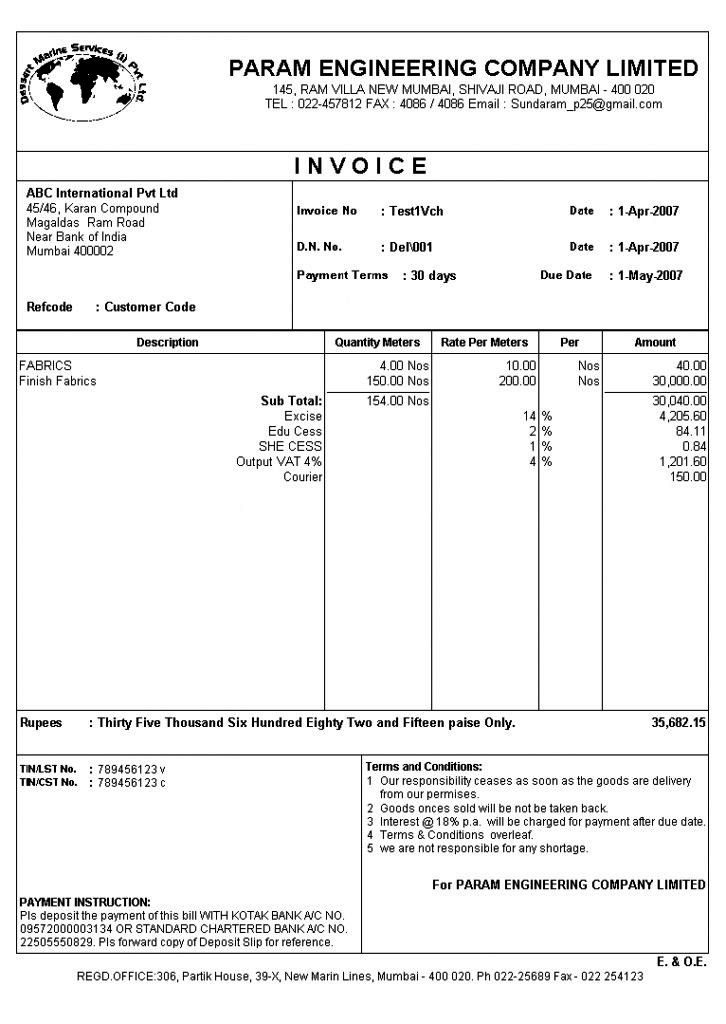 Dessert Marine Services (I) Pvt Ltd
PARAM ENGINEERING COMPANY LIMITED
145, RAM VILLA NEW MUMBAI, SHIVAJI ROAD, MUMBAI - 400 020
TEL : 022-457812 FAX : 4086 / 4086 Email : Sundaram_p25@gmail.com
INVOICE
ABC International Pvt Ltd
45/46, Karan Compound
Magaldas Ram Road
Near Bank of India
Mumbai 400002
Refcode : Customer Code
Invoice No : Test1Vch Date : 1-Apr-2007
D.N. No. : Del\001 Date : 1-Apr-2007
Payment Terms : 30 days Due Date : 1-May-2007
Description Quantity Meters Rate Per Meters Per Amount
FABRICS 4.00 Nos 10.00 Nos 40.00
Finish Fabrics 150.00 Nos 200.00 Nos 30,000.00
Sub Total: 154.00 Nos 30,040.00
Excise 14 % 4,205.60
Edu Cess 2 % 84.11
SHE CESS 1 % 0.84
Output VAT 4% 4 % 1,201.60
Courier 150.00
Rupees : Thirty Five Thousand Six Hundred Eighty Two and Fifteen paise Only. 35,682.15
TIN/LST No. : 789456123 v
TIN/CST No. : 789456123 c
PAYMENT INSTRUCTION:
Pls deposit the payment of this bill WITH KOTAK BANK A/C NO.
09572000003134 OR STANDARD CHARTERED BANK A/C NO.
22505550829. Pls forward copy of Deposit Slip for reference.
Terms and Conditions:
1 Our responsibility ceases as soon as the goods are delivery
from our permises.
2 Goods onces sold will be not be taken back.
3 Interest @ 18% p.a. will be charged for payment after due date.
4 Terms & Conditions overleaf.
5 we are not responsible for any shortage.
For PARAM ENGINEERING COMPANY LIMITED
E. & O.E.
REGD.OFFICE:306, Partik House, 39-X, New Marin Lines, Mumbai - 400 020. Ph 022-25689 Fax - 022 254123